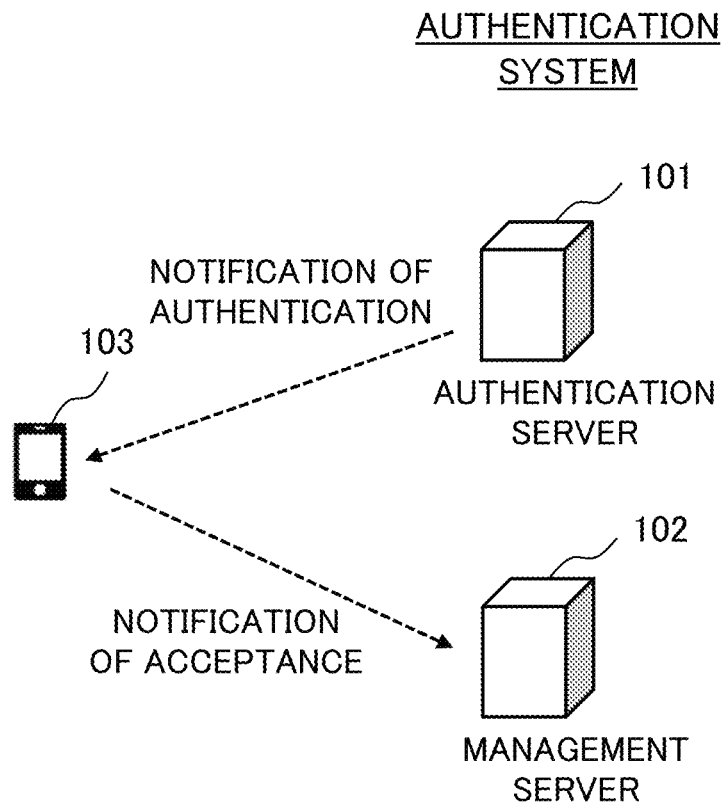 AUTHENTICATION
SYSTEM
101
NOTIFICATION OF
AUTHENTICATION
103
AUTHENTICATION
SERVER
102
NOTIFICATION
OF ACCEPTANCE
MANAGEMENT
SERVER